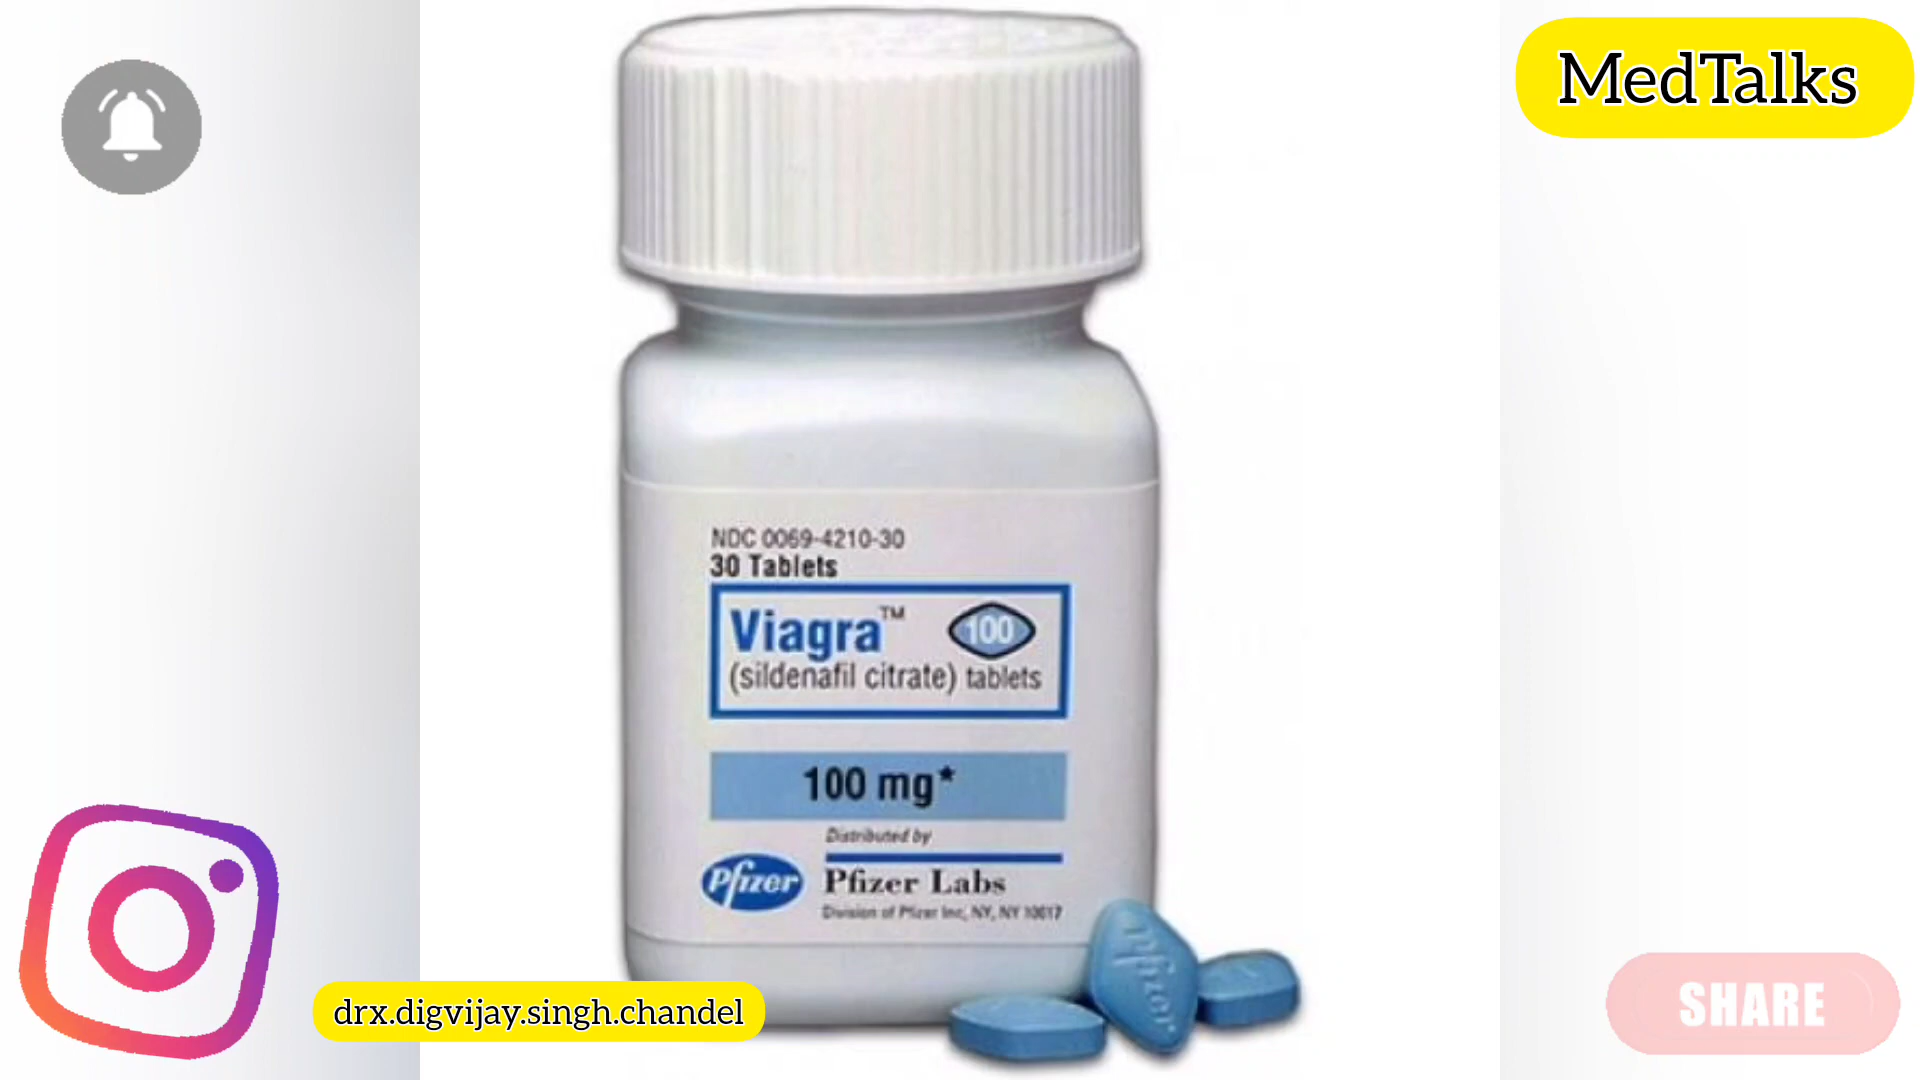 MedTalks
NDC 0069-4210-30
30 Tablets
Viagra™
100
(sildenafil citrate) tablets
100 mg*
Distributed by
Pfizer
Pfizer Labs
Division of Pfizer Inc, NY, NY 10017
Pfizer
drx.digvijay.singh.chandel
SHARE